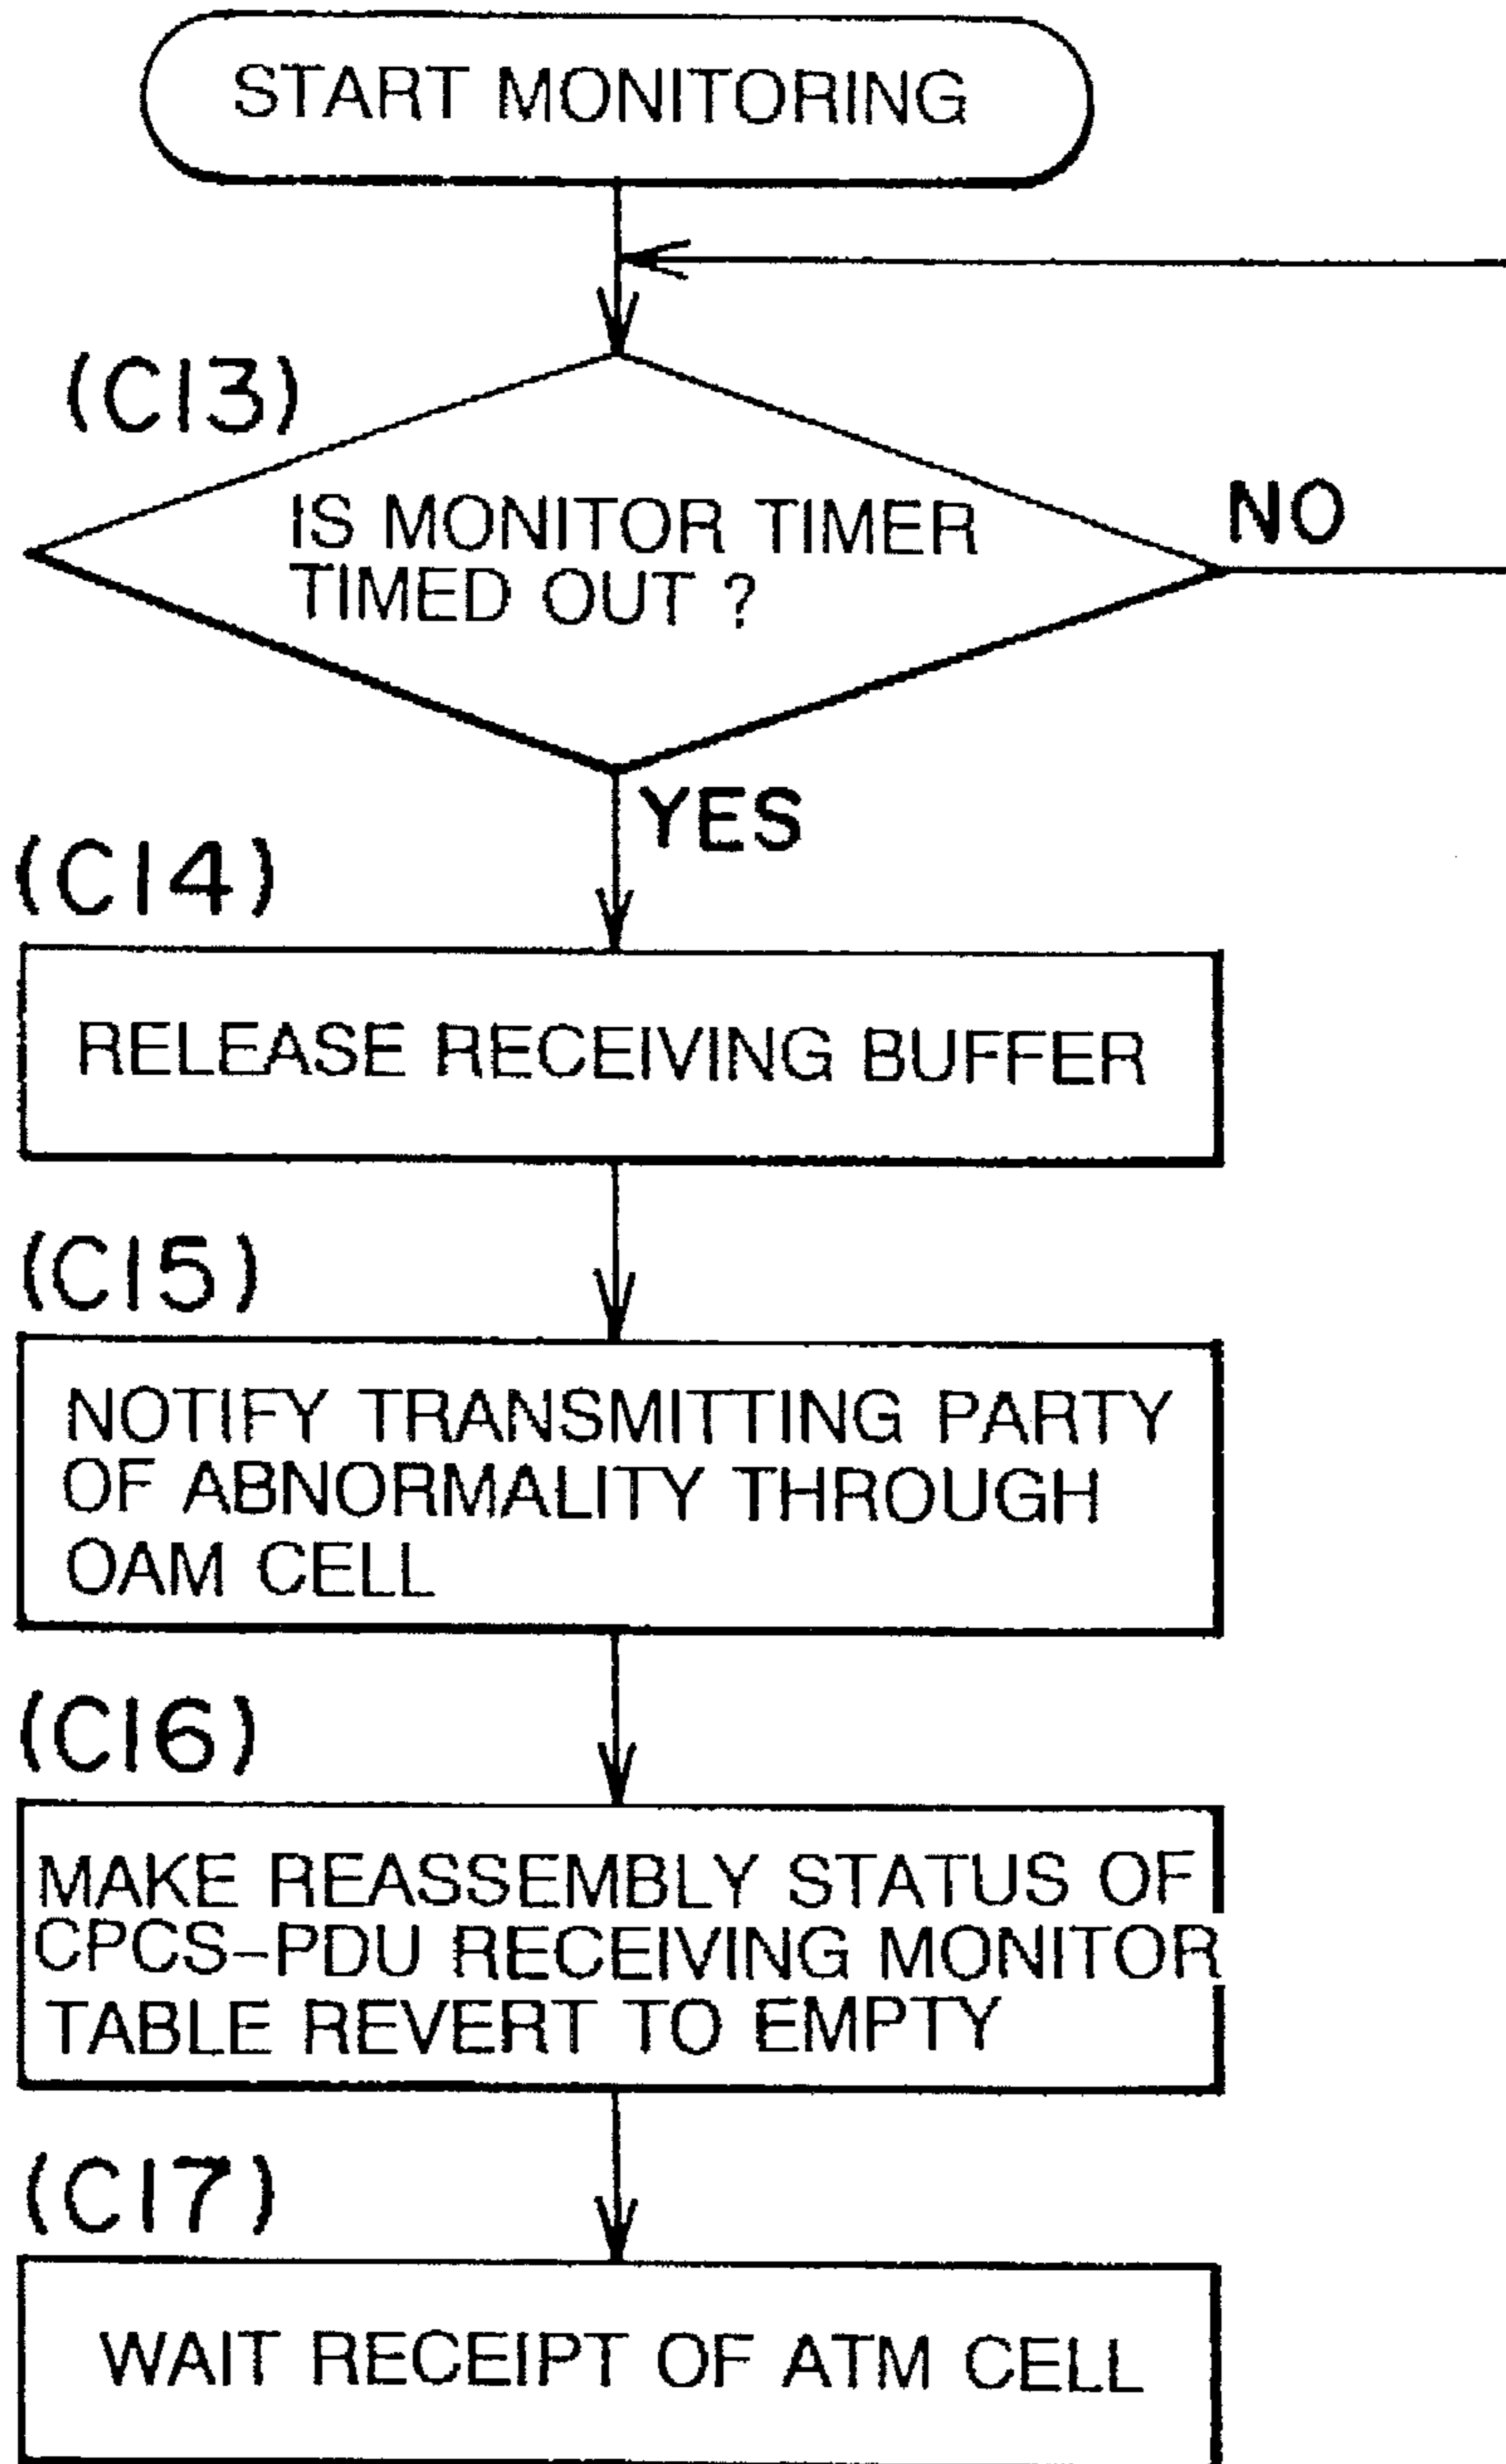 START MONITORING
(C13)
IS MONITOR TIMER
TIMED OUT ?
NO
YES
(C14)
RELEASE RECEIVING BUFFER
(C15)
NOTIFY TRANSMITTING PARTY
OF ABNORMALITY THROUGH
OAM CELL
(C16)
MAKE REASSEMBLY STATUS OF
CPCS-PDU RECEIVING MONITOR
TABLE REVERT TO EMPTY
(C17)
WAIT RECEIPT OF ATM CELL